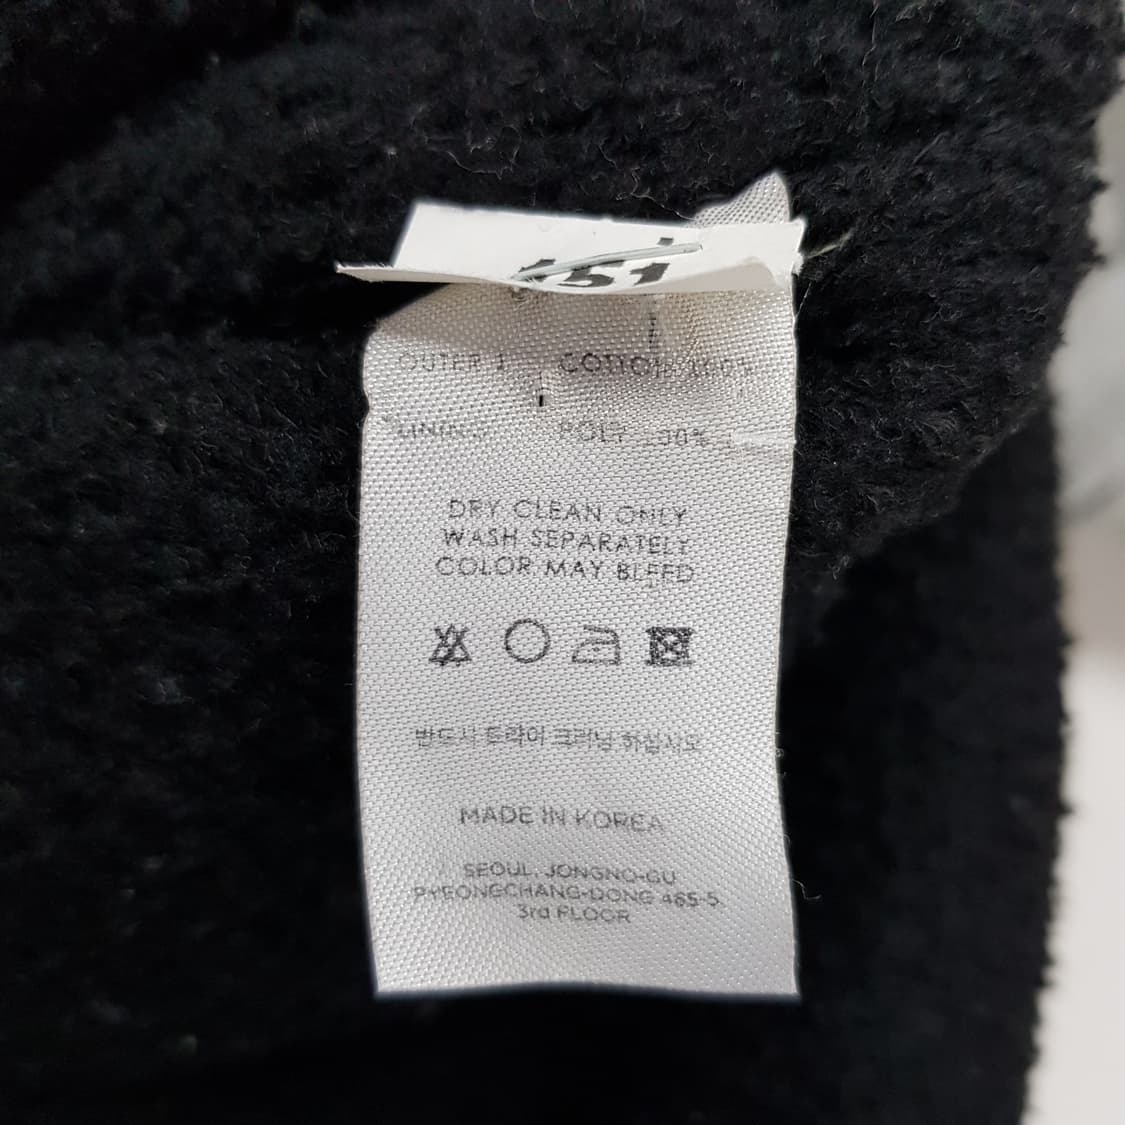 151
OUTER 1 COTTON 100%
POLY 100%
DRY CLEAN ONLY
WASH SEPARATELY
COLOR MAY BLEED
반드시 드라이 크리닝 하십시오
MADE IN KOREA
SEOUL, JONGNO-GU
PYEONGCHANG-DONG 465-5
3rd FLOOR